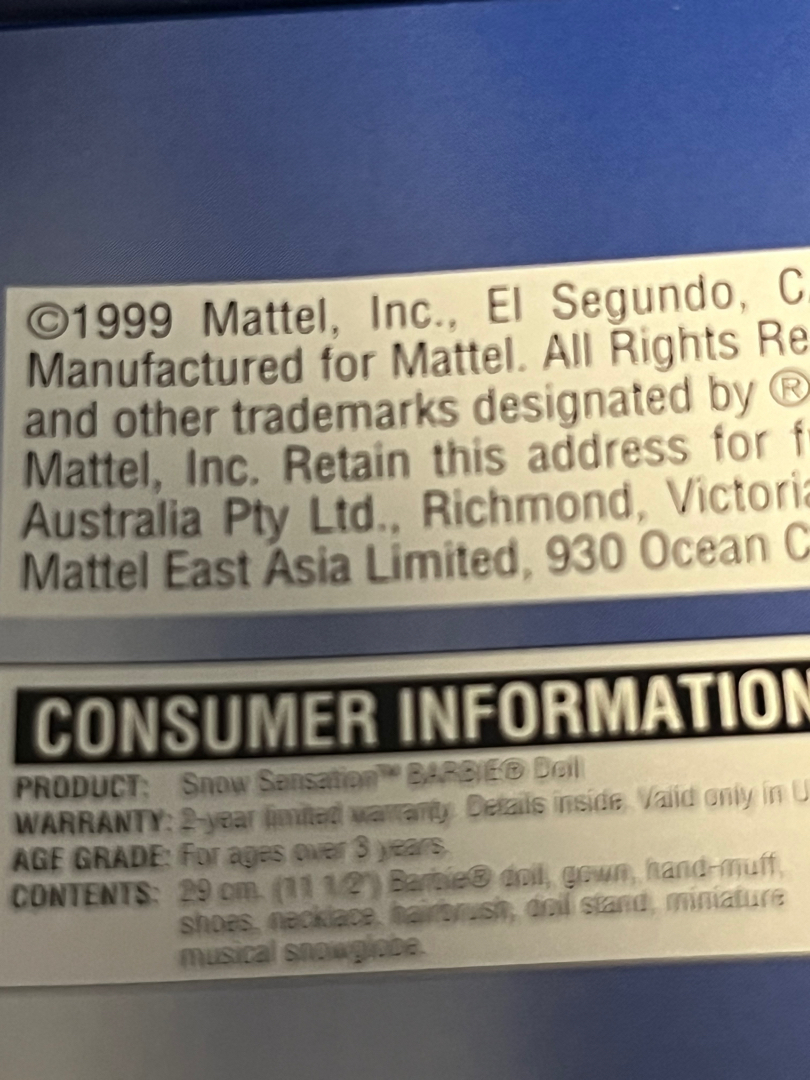 ©1999 Mattel, Inc., El Segundo, C
Manufactured for Mattel. All Rights Re
and other trademarks designated by ®
Mattel, Inc. Retain this address for f
Australia Pty Ltd., Richmond, Victoria
Mattel East Asia Limited, 930 Ocean C
CONSUMER INFORMATION
PRODUCT: Snow Sensation™ BARBIE® Doll
WARRANTY: 2-year limited warranty. Details inside. Valid only in U
AGE GRADE: For ages over 3 years.
CONTENTS: 29 cm. (11 1/2") Barbie® doll, gown, hand-muff,
shoes, necklace, hairbrush, doll stand, miniature
musical snowglobe.